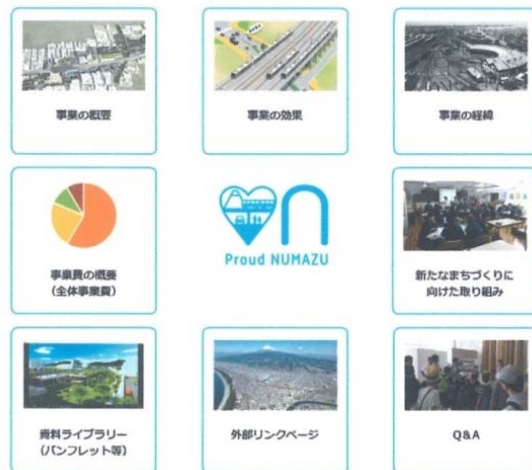 事業の概要
事業の効果
事業の経緯
事業費の概要
(全体事業費)
Proud NUMAZU
新たなまちづくりに
向けた取り組み
資料ライブラリー
(パンフレット等)
外部リンクページ
Q&A